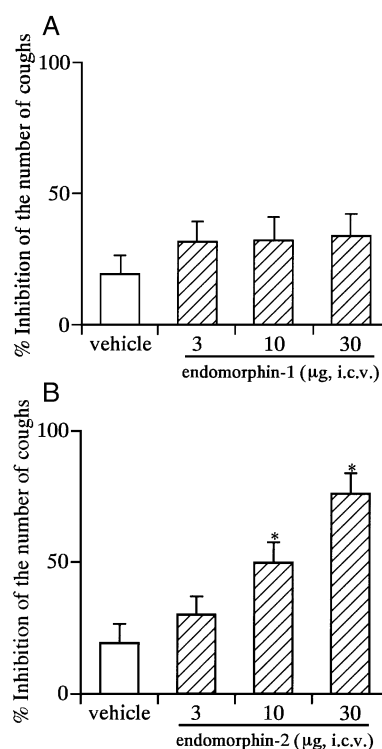 A
% Inhibition of the number of coughs
100
50
0
vehicle 3 10 30
endomorphin-1 (μg, i.c.v.)
B
% Inhibition of the number of coughs
100
50
0
* *
vehicle 3 10 30
endomorphin-2 (μg, i.c.v.)